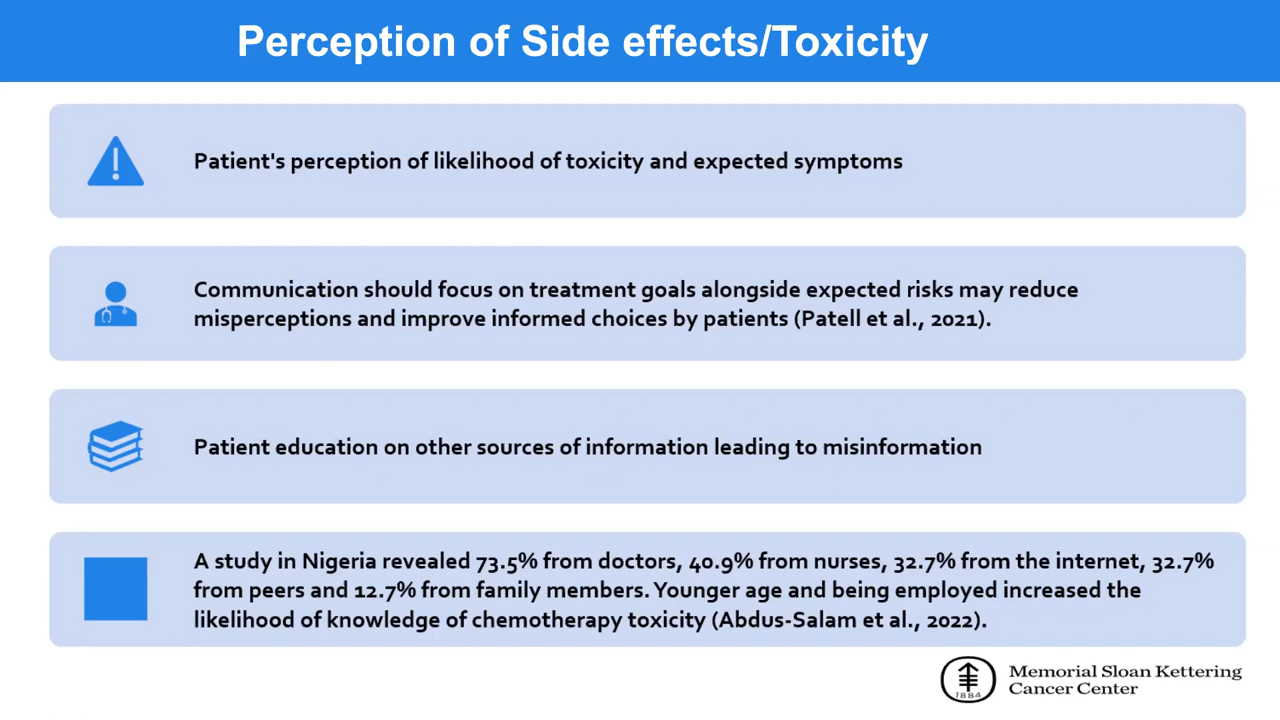 Perception of Side effects/Toxicity
Patient's perception of likelihood of toxicity and expected symptoms
Communication should focus on treatment goals alongside expected risks may reduce
misperceptions and improve informed choices by patients (Patell et al., 2021).
Patient education on other sources of information leading to misinformation
A study in Nigeria revealed 73.5% from doctors, 40.9% from nurses, 32.7% from the internet, 32.7%
from peers and 12.7% from family members. Younger age and being employed increased the
likelihood of knowledge of chemotherapy toxicity (Abdus-Salam et al., 2022).
Memorial Sloan Kettering
Cancer Center
1884